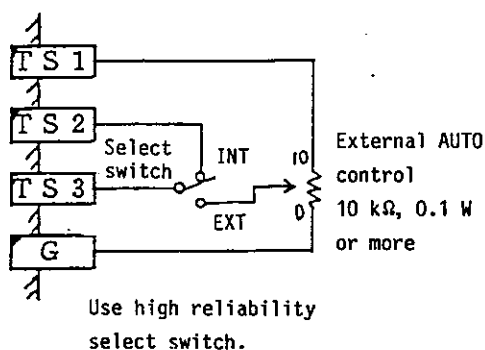 TS1
TS2
Select
switch
INT
TS3
EXT
G
10
0
External AUTO
control
10 kΩ, 0.1 W
or more
Use high reliability
select switch.